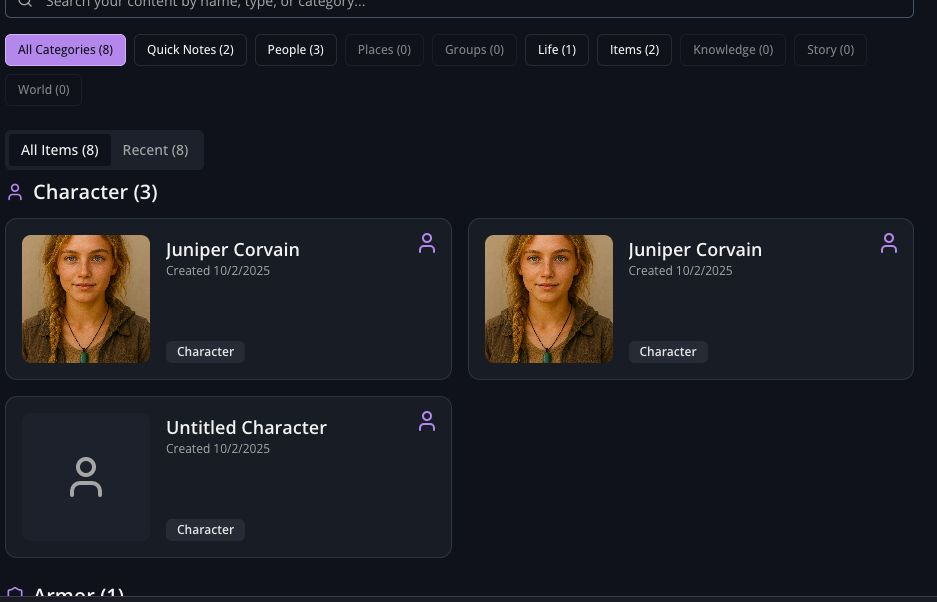 Search your content by name, type, or category...
All Categories (8) Quick Notes (2) People (3) Places (0) Groups (0) Life (1) Items (2) Knowledge (0) Story (0)
World (0)
All Items (8) Recent (8)
Character (3)
Juniper Corvain
Created 10/2/2025
Character
Juniper Corvain
Created 10/2/2025
Character
Untitled Character
Created 10/2/2025
Character
Armor (1)